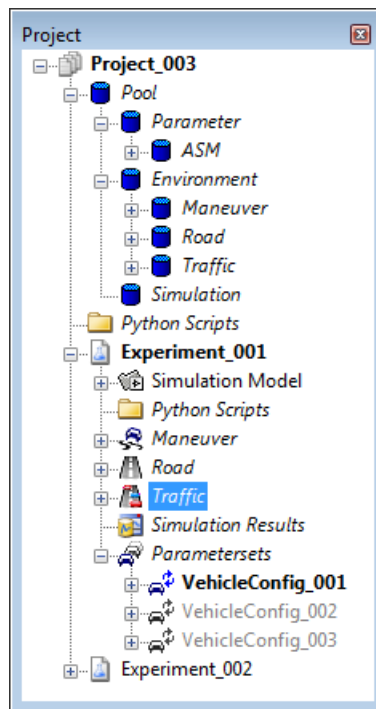 Project
Project_003
Pool
Parameter
ASM
Environment
Maneuver
Road
Traffic
Simulation
Python Scripts
Experiment_001
Simulation Model
Python Scripts
Maneuver
Road
Traffic
Simulation Results
Parametersets
VehicleConfig_001
VehicleConfig_002
VehicleConfig_003
Experiment_002